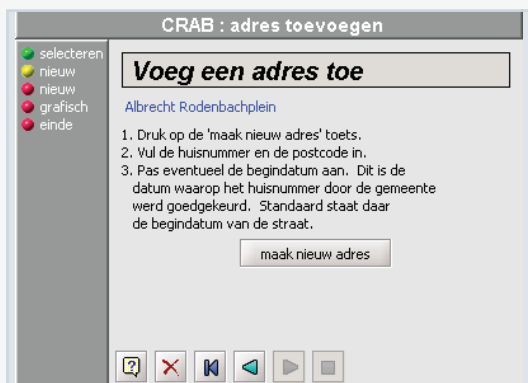 CRAB : adres toevoegen
selecteren
nieuw
nieuw
grafisch
einde
Voeg een adres toe
Albrecht Rodenbachplein
1. Druk op de 'maak nieuw adres' toets.
2. Vul de huisnummer en de postcode in.
3. Pas eventueel de begindatum aan. Dit is de
datum waarop het huisnummer door de gemeente
werd goedgekeurd. Standaard staat daar
de begindatum van de straat.
maak nieuw adres